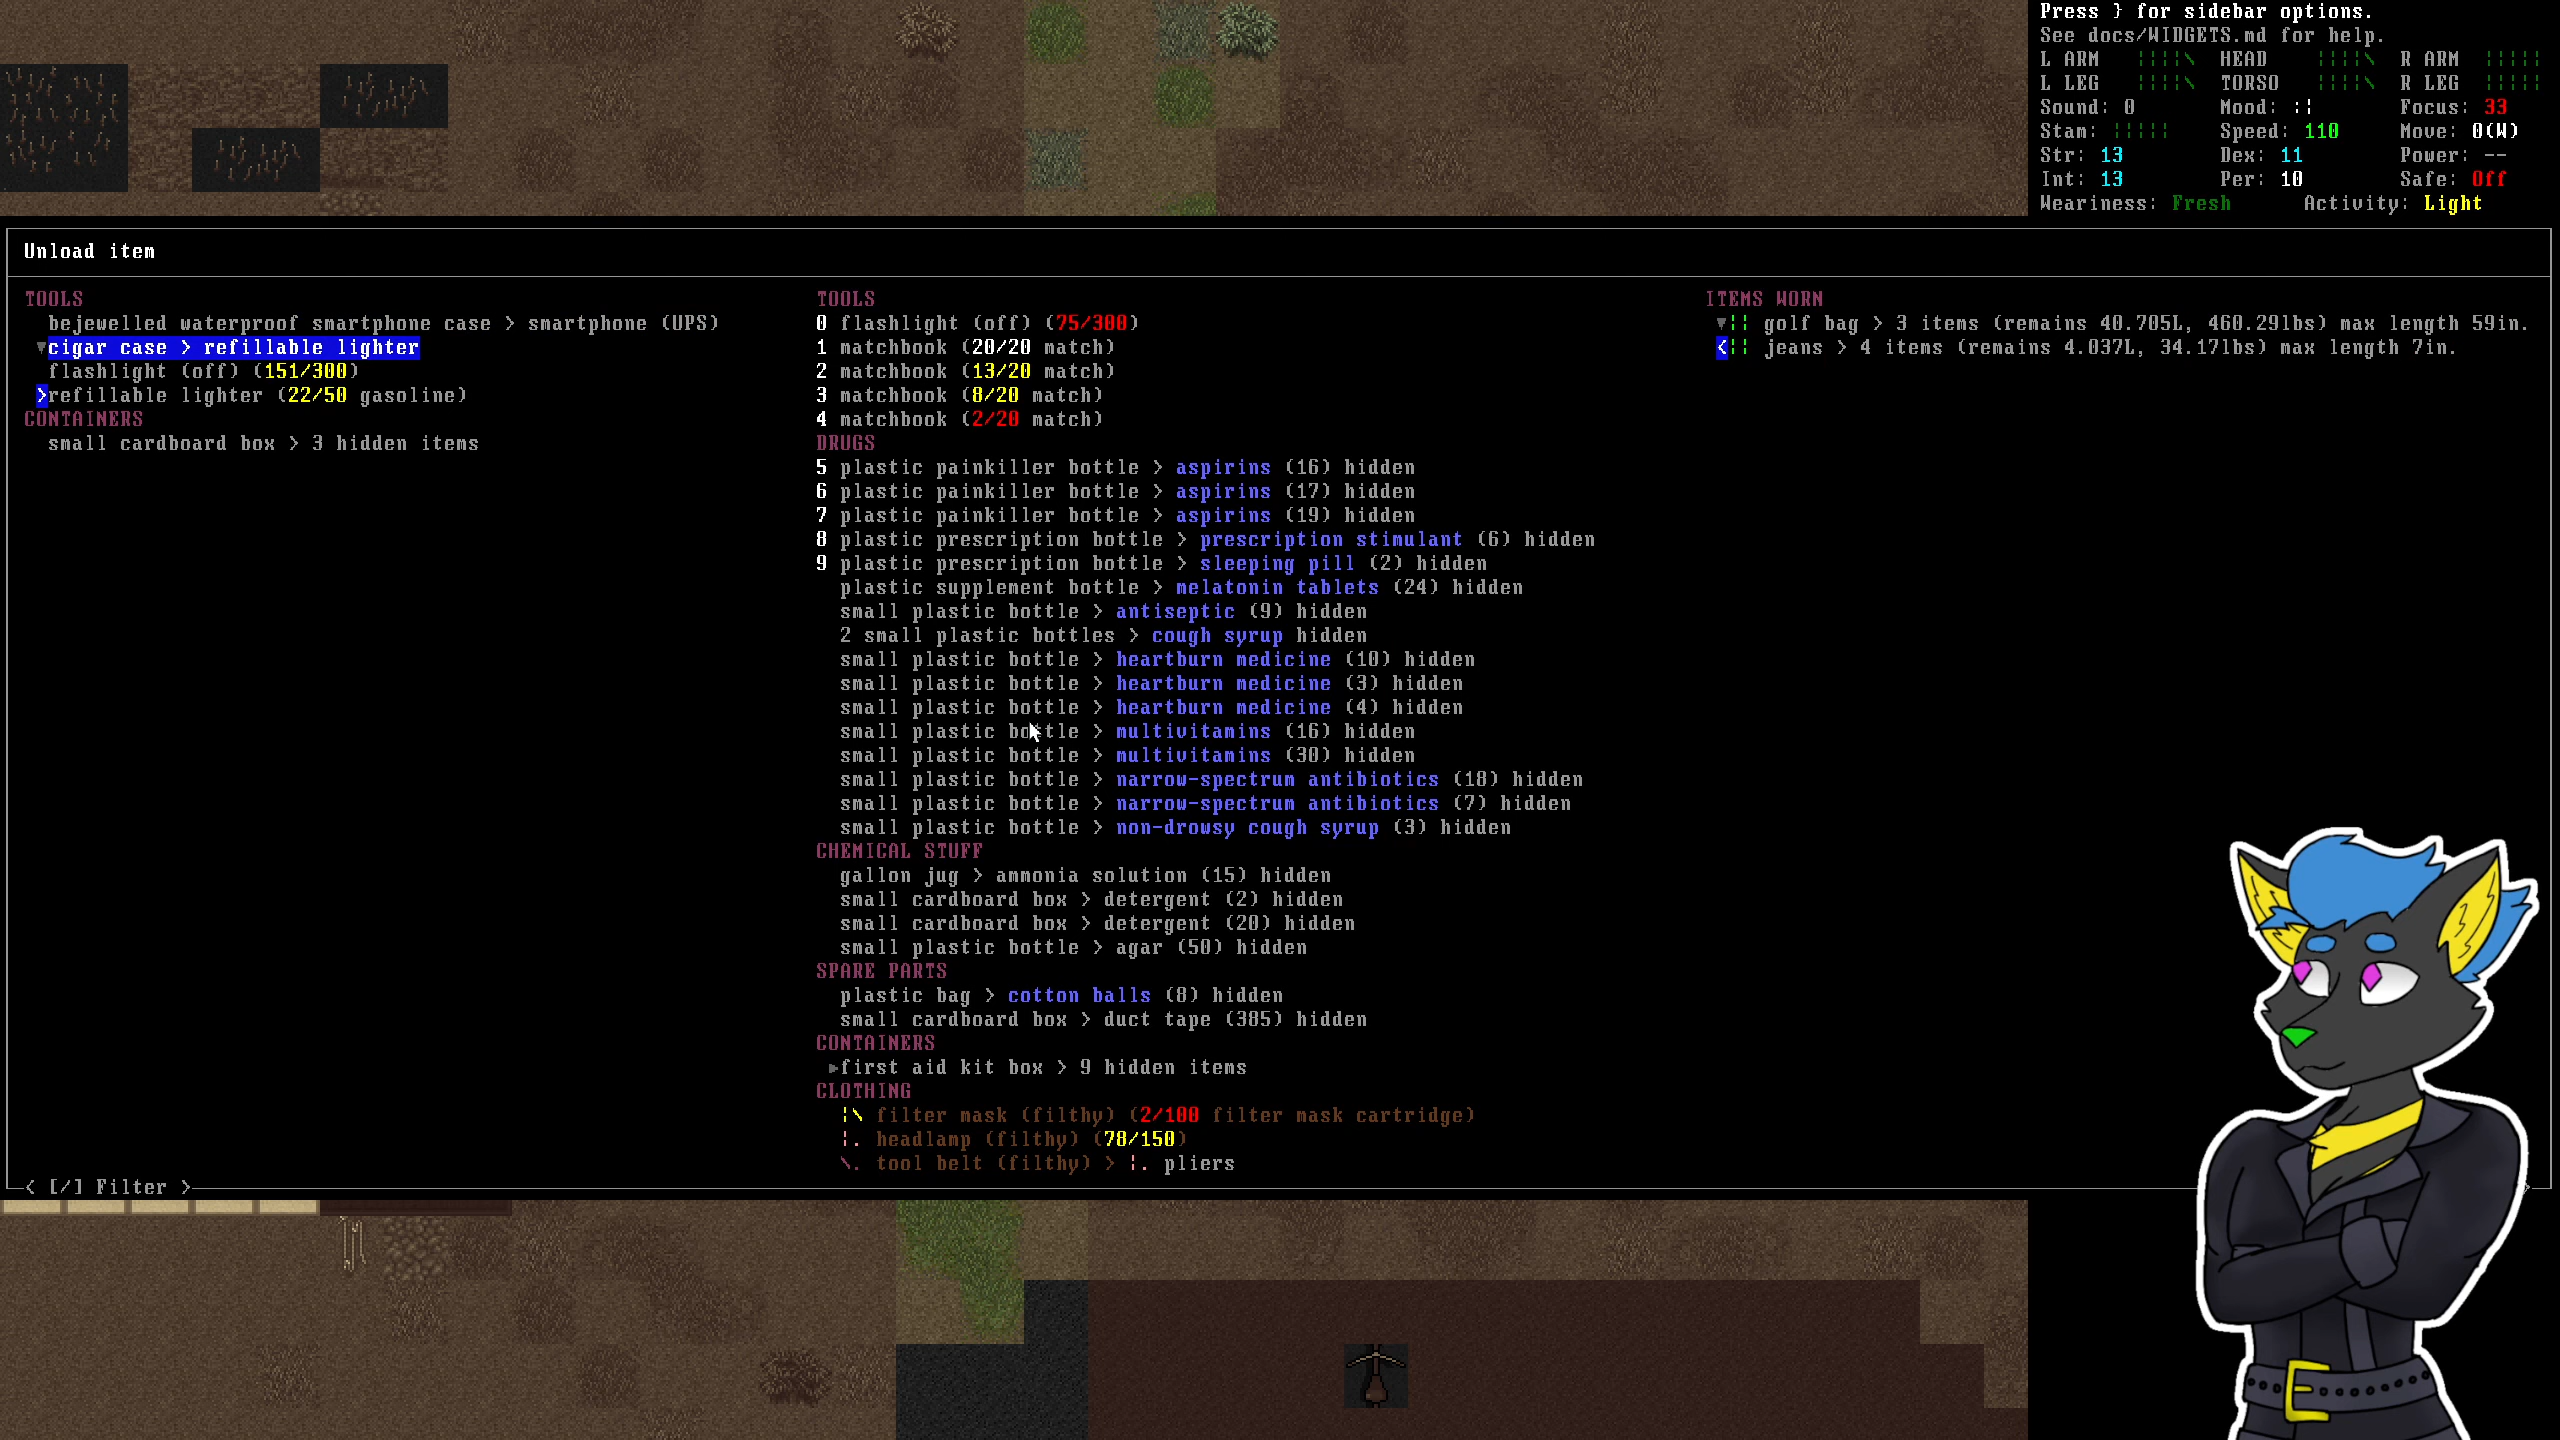 Press } for sidebar options.
See docs/WIDGETS.md for help.
L ARM ¦¦¦¦\ HEAD ¦¦¦¦\ R ARM ¦¦¦¦¦
L LEG ¦¦¦¦\ TORSO ¦¦¦¦\ R LEG ¦¦¦¦¦
Sound: 0 Mood: :¦ Focus: 33
Stam: ¦¦¦¦¦ Speed: 110 Move: 0(W)
Str: 13 Dex: 11 Power: --
Int: 13 Per: 10 Safe: Off
Weariness: Fresh Activity: Light
Unload item
TOOLS
bejewelled waterproof smartphone case > smartphone (UPS)
▼cigar case > refillable lighter
flashlight (off) (151/300)
>refillable lighter (22/50 gasoline)
CONTAINERS
small cardboard box > 3 hidden items
TOOLS
0 flashlight (off) (75/300)
1 matchbook (20/20 match)
2 matchbook (13/20 match)
3 matchbook (8/20 match)
4 matchbook (2/20 match)
DRUGS
5 plastic painkiller bottle > aspirins (16) hidden
6 plastic painkiller bottle > aspirins (17) hidden
7 plastic painkiller bottle > aspirins (19) hidden
8 plastic prescription bottle > prescription stimulant (6) hidden
9 plastic prescription bottle > sleeping pill (2) hidden
plastic supplement bottle > melatonin tablets (24) hidden
small plastic bottle > antiseptic (9) hidden
2 small plastic bottles > cough syrup hidden
small plastic bottle > heartburn medicine (10) hidden
small plastic bottle > heartburn medicine (3) hidden
small plastic bottle > heartburn medicine (4) hidden
small plastic bottle > multivitamins (16) hidden
small plastic bottle > multivitamins (30) hidden
small plastic bottle > narrow-spectrum antibiotics (18) hidden
small plastic bottle > narrow-spectrum antibiotics (7) hidden
small plastic bottle > non-drowsy cough syrup (3) hidden
CHEMICAL STUFF
gallon jug > ammonia solution (15) hidden
small cardboard box > detergent (2) hidden
small cardboard box > detergent (20) hidden
small plastic bottle > agar (50) hidden
SPARE PARTS
plastic bag > cotton balls (8) hidden
small cardboard box > duct tape (385) hidden
CONTAINERS
▶first aid kit box > 9 hidden items
CLOTHING
¦\ filter mask (filthy) (2/100 filter mask cartridge)
¦. headlamp (filthy) (78/150)
\. tool belt (filthy) > ¦. pliers
ITEMS WORN
▼¦¦ golf bag > 3 items (remains 40.705L, 460.29lbs) max length 59in.
<¦¦ jeans > 4 items (remains 4.037L, 34.17lbs) max length 7in.
< [/] Filter >